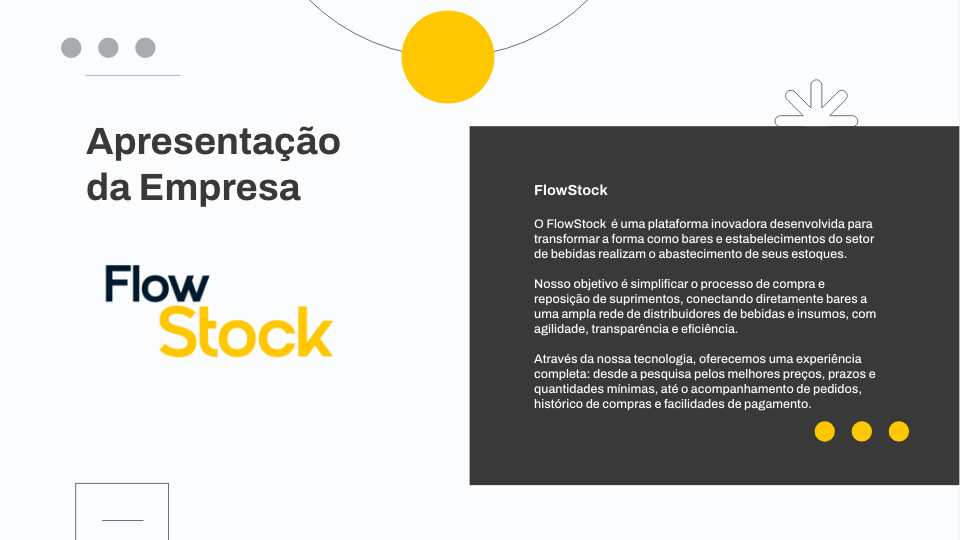 Apresentação
da Empresa
Flow
Stock
FlowStock
O FlowStock é uma plataforma inovadora desenvolvida para
transformar a forma como bares e estabelecimentos do setor
de bebidas realizam o abastecimento de seus estoques.
Nosso objetivo é simplificar o processo de compra e
reposição de suprimentos, conectando diretamente bares a
uma ampla rede de distribuidores de bebidas e insumos, com
agilidade, transparência e eficiência.
Através da nossa tecnologia, oferecemos uma experiência
completa: desde a pesquisa pelos melhores preços, prazos e
quantidades mínimas, até o acompanhamento de pedidos,
histórico de compras e facilidades de pagamento.